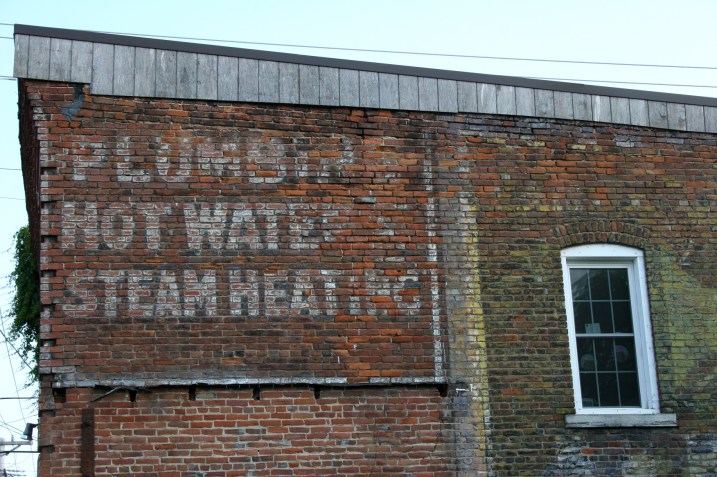 PLUMBER
HOT WATER
STEAM HEATING